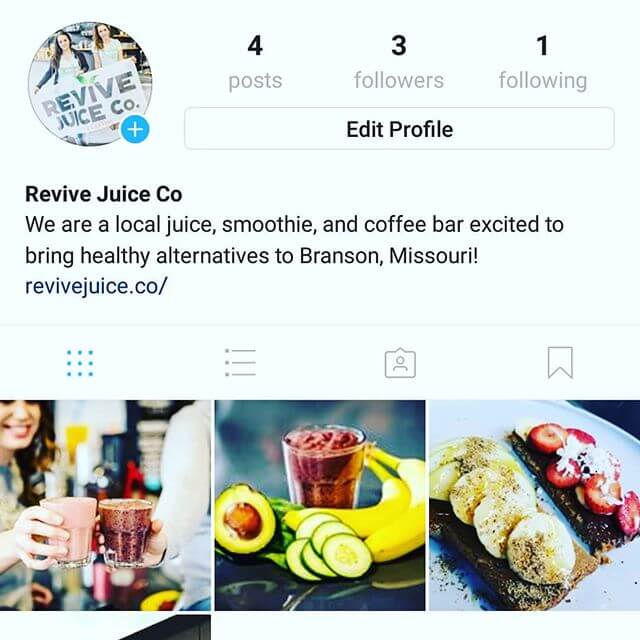 REVIVE
JUICE Co.
4
posts
3
followers
1
following
Edit Profile
Revive Juice Co
We are a local juice, smoothie, and coffee bar excited to
bring healthy alternatives to Branson, Missouri!
revivejuice.co/